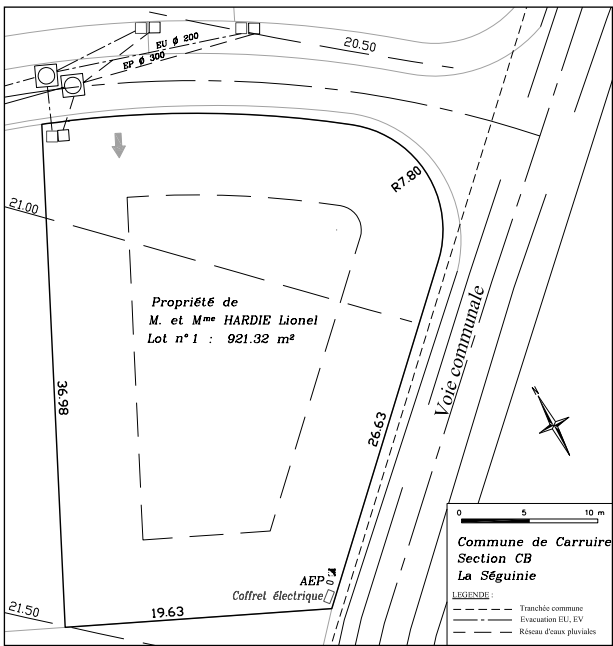 EU Ø 200
EP Ø 300
20.50
R7.80
21.00
Propriété de
M. et Mme HARDIE Lionel
Lot n° 1 : 921.32 m²
36.98
26.63
Voie communale
N
0 5 10 m
Commune de Carruire
Section CB
La Séguinie
AEP
Coffret électrique
21.50
19.63
LEGENDE :
Tranchée commune
Evacuation EU, EV
Réseau d'eaux pluviales